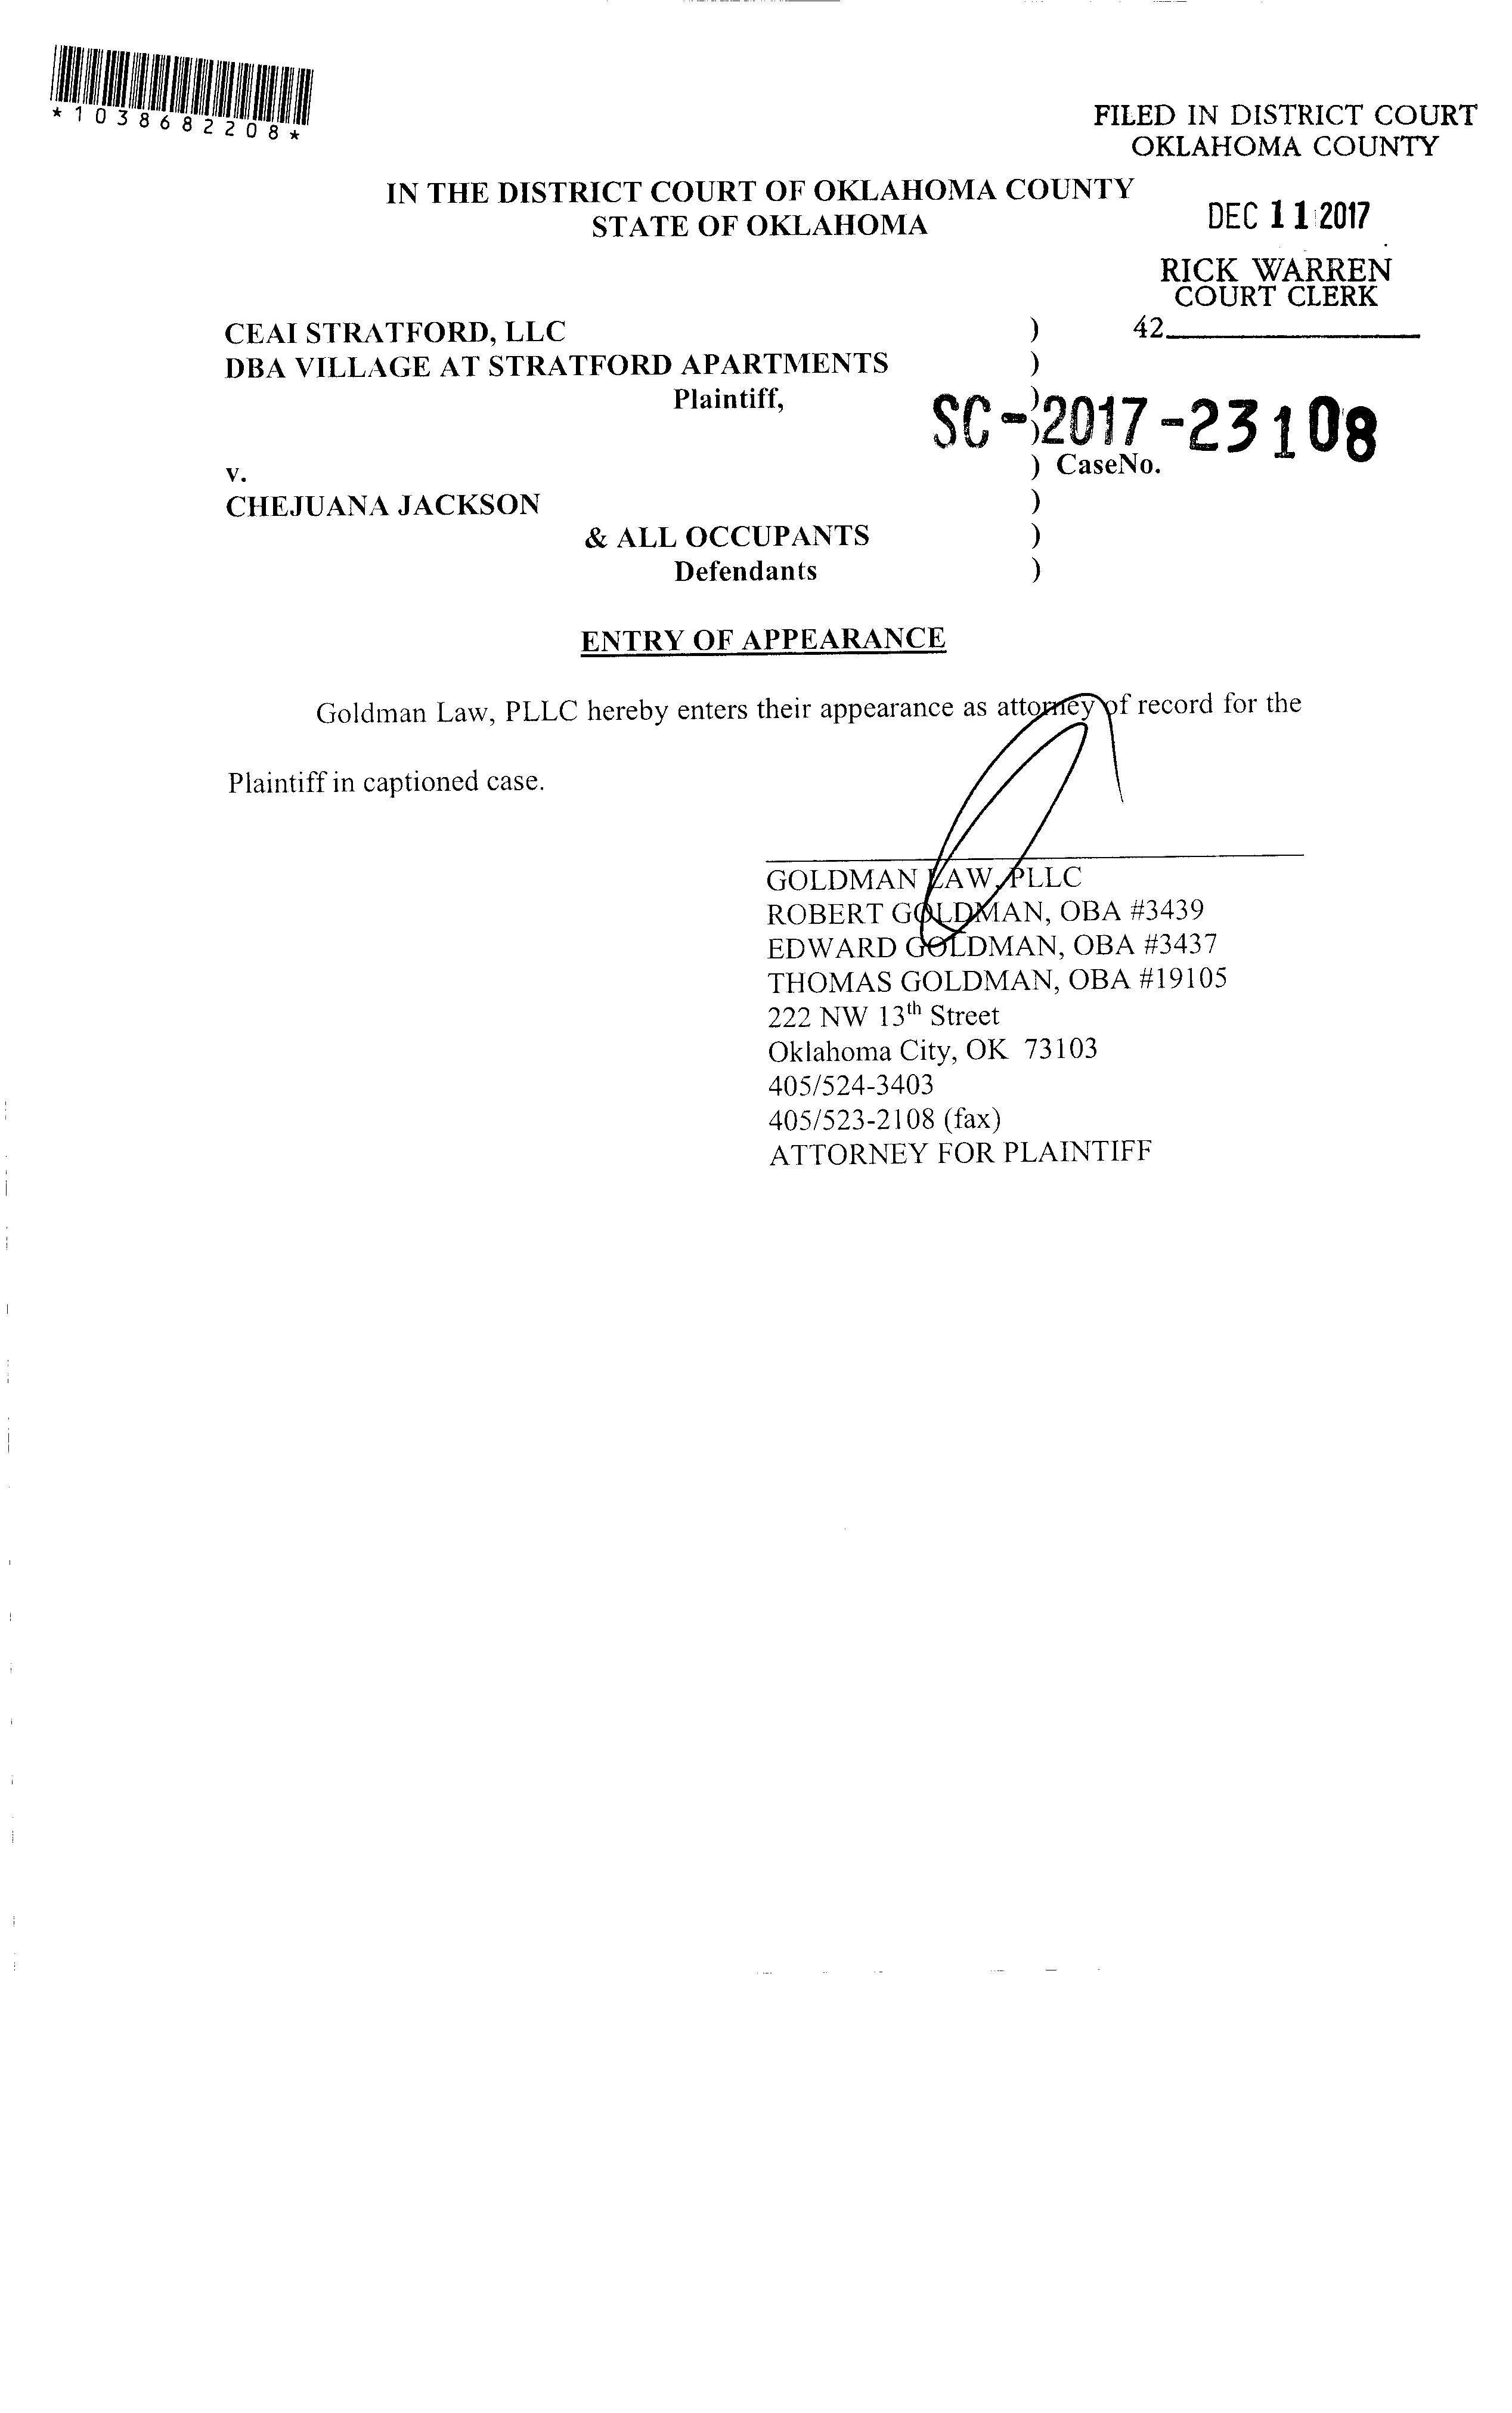 *1038682208*
FILED IN DISTRICT COURT
OKLAHOMA COUNTY
IN THE DISTRICT COURT OF OKLAHOMA COUNTY
STATE OF OKLAHOMA
DEC 11 2017
RICK WARREN
COURT CLERK
42
CEAI STRATFORD, LLC )
DBA VILLAGE AT STRATFORD APARTMENTS )
Plaintiff, )
SC-2017-23108
)
v. ) CaseNo.
CHEJUANA JACKSON )
& ALL OCCUPANTS )
Defendants )
ENTRY OF APPEARANCE
Goldman Law, PLLC hereby enters their appearance as attorney of record for the
Plaintiff in captioned case.
GOLDMAN LAW, PLLC
ROBERT GOLDMAN, OBA #3439
EDWARD GOLDMAN, OBA #3437
THOMAS GOLDMAN, OBA #19105
222 NW 13th Street
Oklahoma City, OK 73103
405/524-3403
405/523-2108 (fax)
ATTORNEY FOR PLAINTIFF